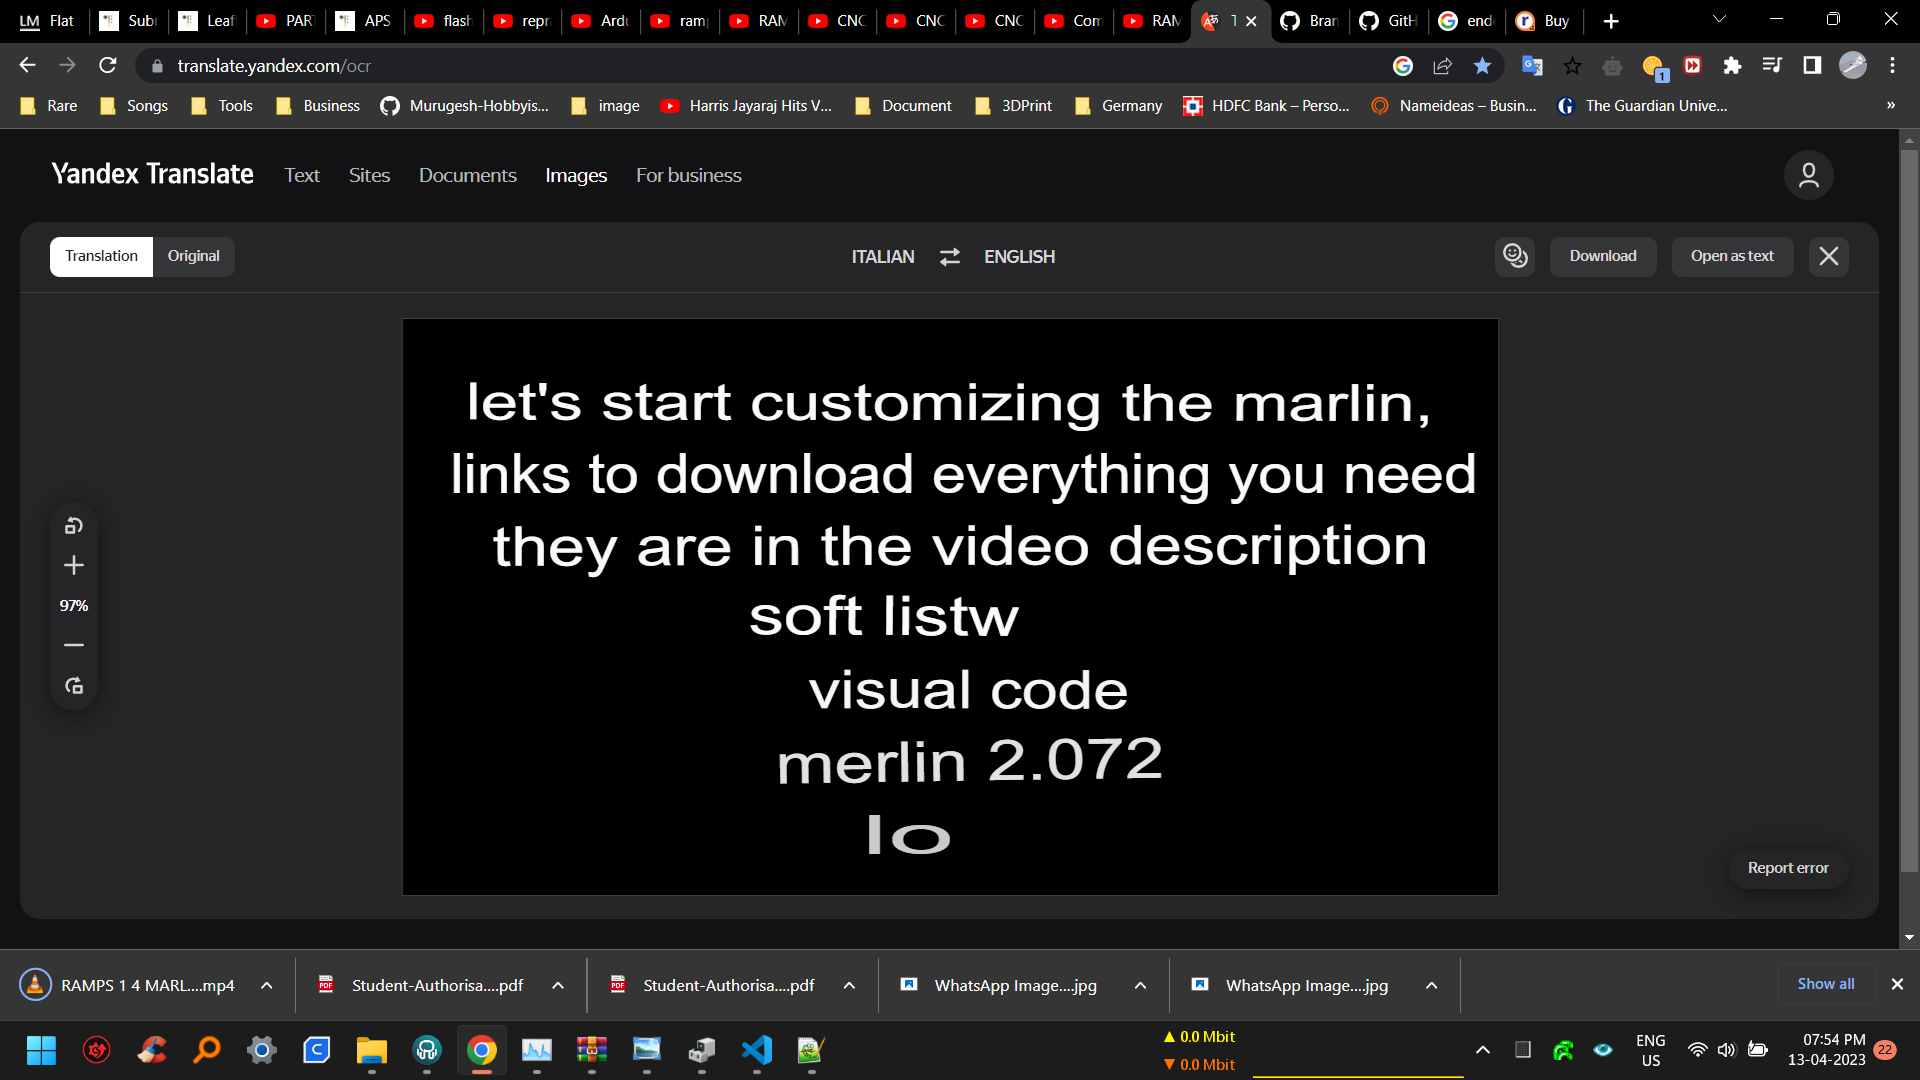 LM Flat Subr Leaf PAR APS flash repr Ardu ram RAM CNC CNC CNC Com RAM T Bran GitH end Buy
translate.yandex.com/ocr
1
Rare Songs Tools Business Murugesh-Hobbyis... image Harris Jayaraj Hits V... Document 3DPrint Germany HDFC Bank – Perso... Nameideas – Busin... The Guardian Unive... »
Yandex Translate Text Sites Documents Images For business
Translation Original ITALIAN ENGLISH Download Open as text
let's start customizing the marlin,
links to download everything you need
they are in the video description
soft listw
visual code
merlin 2.072
lo
97%
Report error
RAMPS 1 4 MARL....mp4 Student-Authorisa....pdf Student-Authorisa....pdf WhatsApp Image....jpg WhatsApp Image....jpg Show all
▲ 0.0 Mbit
▼ 0.0 Mbit
ENG
US
07:54 PM
13-04-2023
22